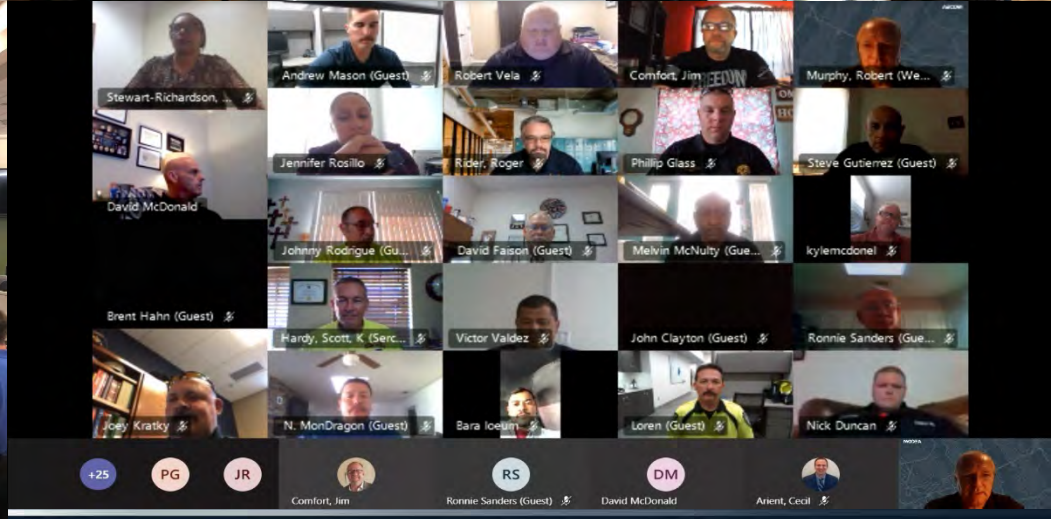 Stewart-Richardson, ...
Andrew Mason (Guest)
Robert Vela
Comfort, Jim
Murphy, Robert (We...
David McDonald
Jennifer Rosillo
Rider, Roger
Phillip Glass
Steve Gutierrez (Guest)
Johnny Rodrigue (Gu...
David Faison (Guest)
Melvin McNulty (Gue...
kylemcdonel
Brent Hahn (Guest)
Hardy, Scott, K (Serc...
Victor Valdez
John Clayton (Guest)
Ronnie Sanders (Gue...
Joey Kratky
N. MonDragon (Guest)
Bara Ioeum
Loren (Guest)
Nick Duncan
+25
PG
JR
Comfort, Jim
RS
Ronnie Sanders (Guest)
DM
David McDonald
Arient, Cecil